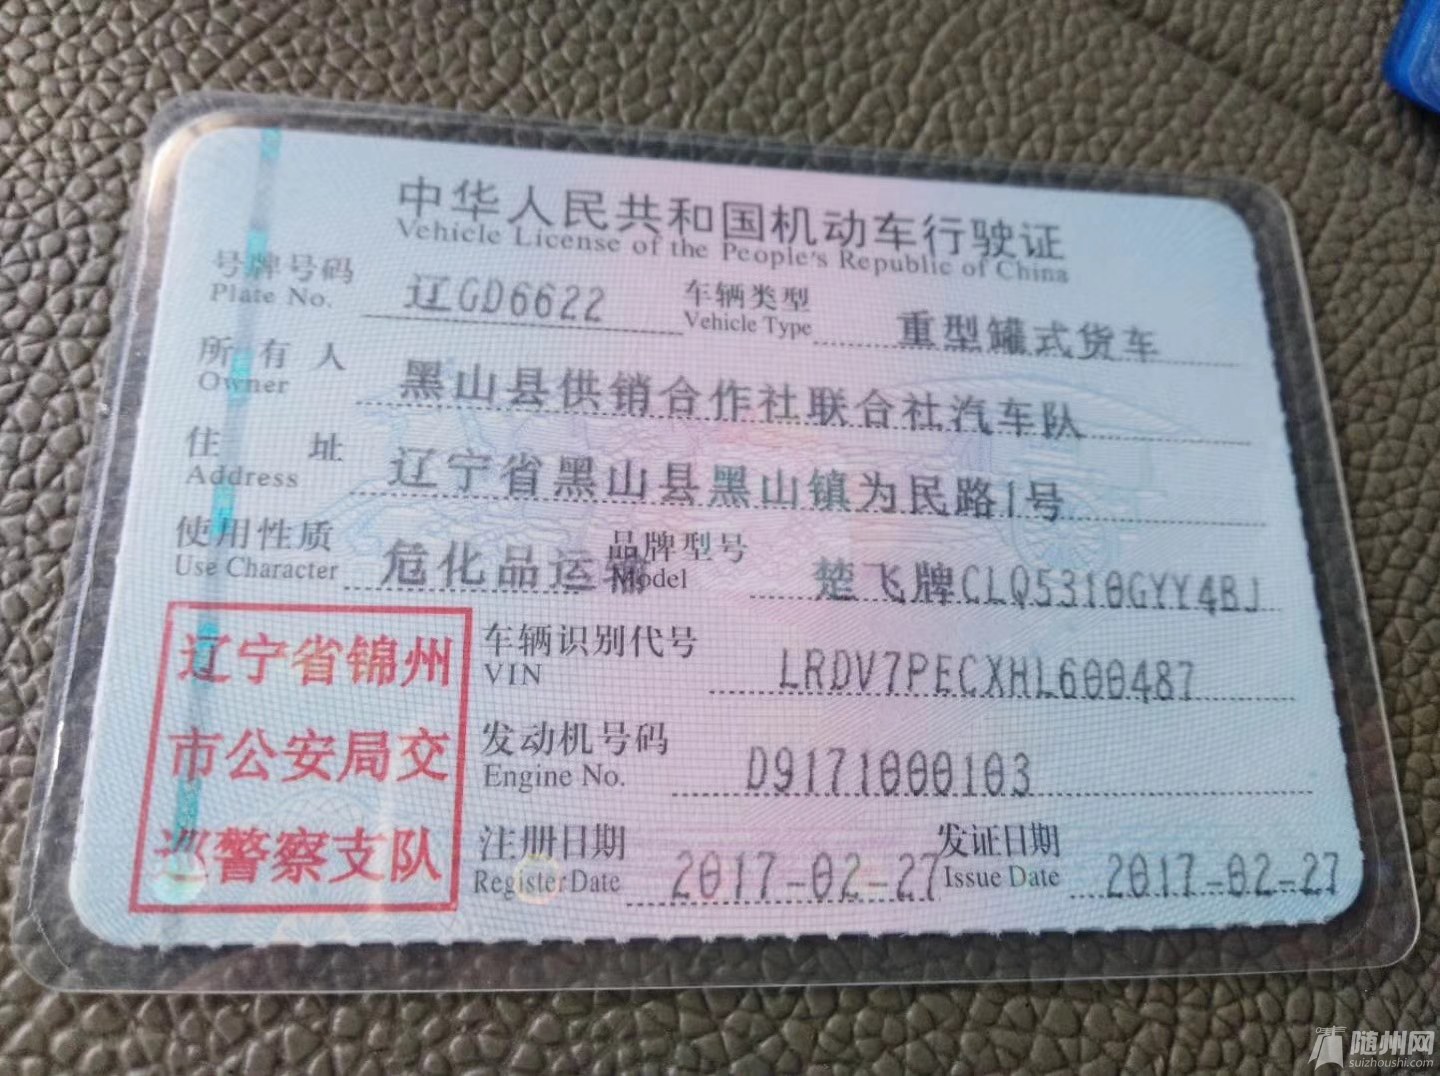 中华人民共和国机动车行驶证
Vehicle License of the People's Republic of China
号牌号码 辽GD6622 车辆类型 重型罐式货车
Plate No. Vehicle Type
所有人 黑山县供销合作社联合社汽车队
Owner
住址 辽宁省黑山县黑山镇为民路1号
Address
使用性质 危化品运输 品牌型号 楚飞牌CLQ5310GYY4BJ
Use Character Model
辽宁省锦州
市公安局交
巡警察支队
车辆识别代号 LRDV7PECXHL600487
VIN
发动机号码 D9171000103
Engine No.
注册日期 2017-02-27 发证日期 2017-02-27
Register Date Issue Date
随州网
suizhoushi.com